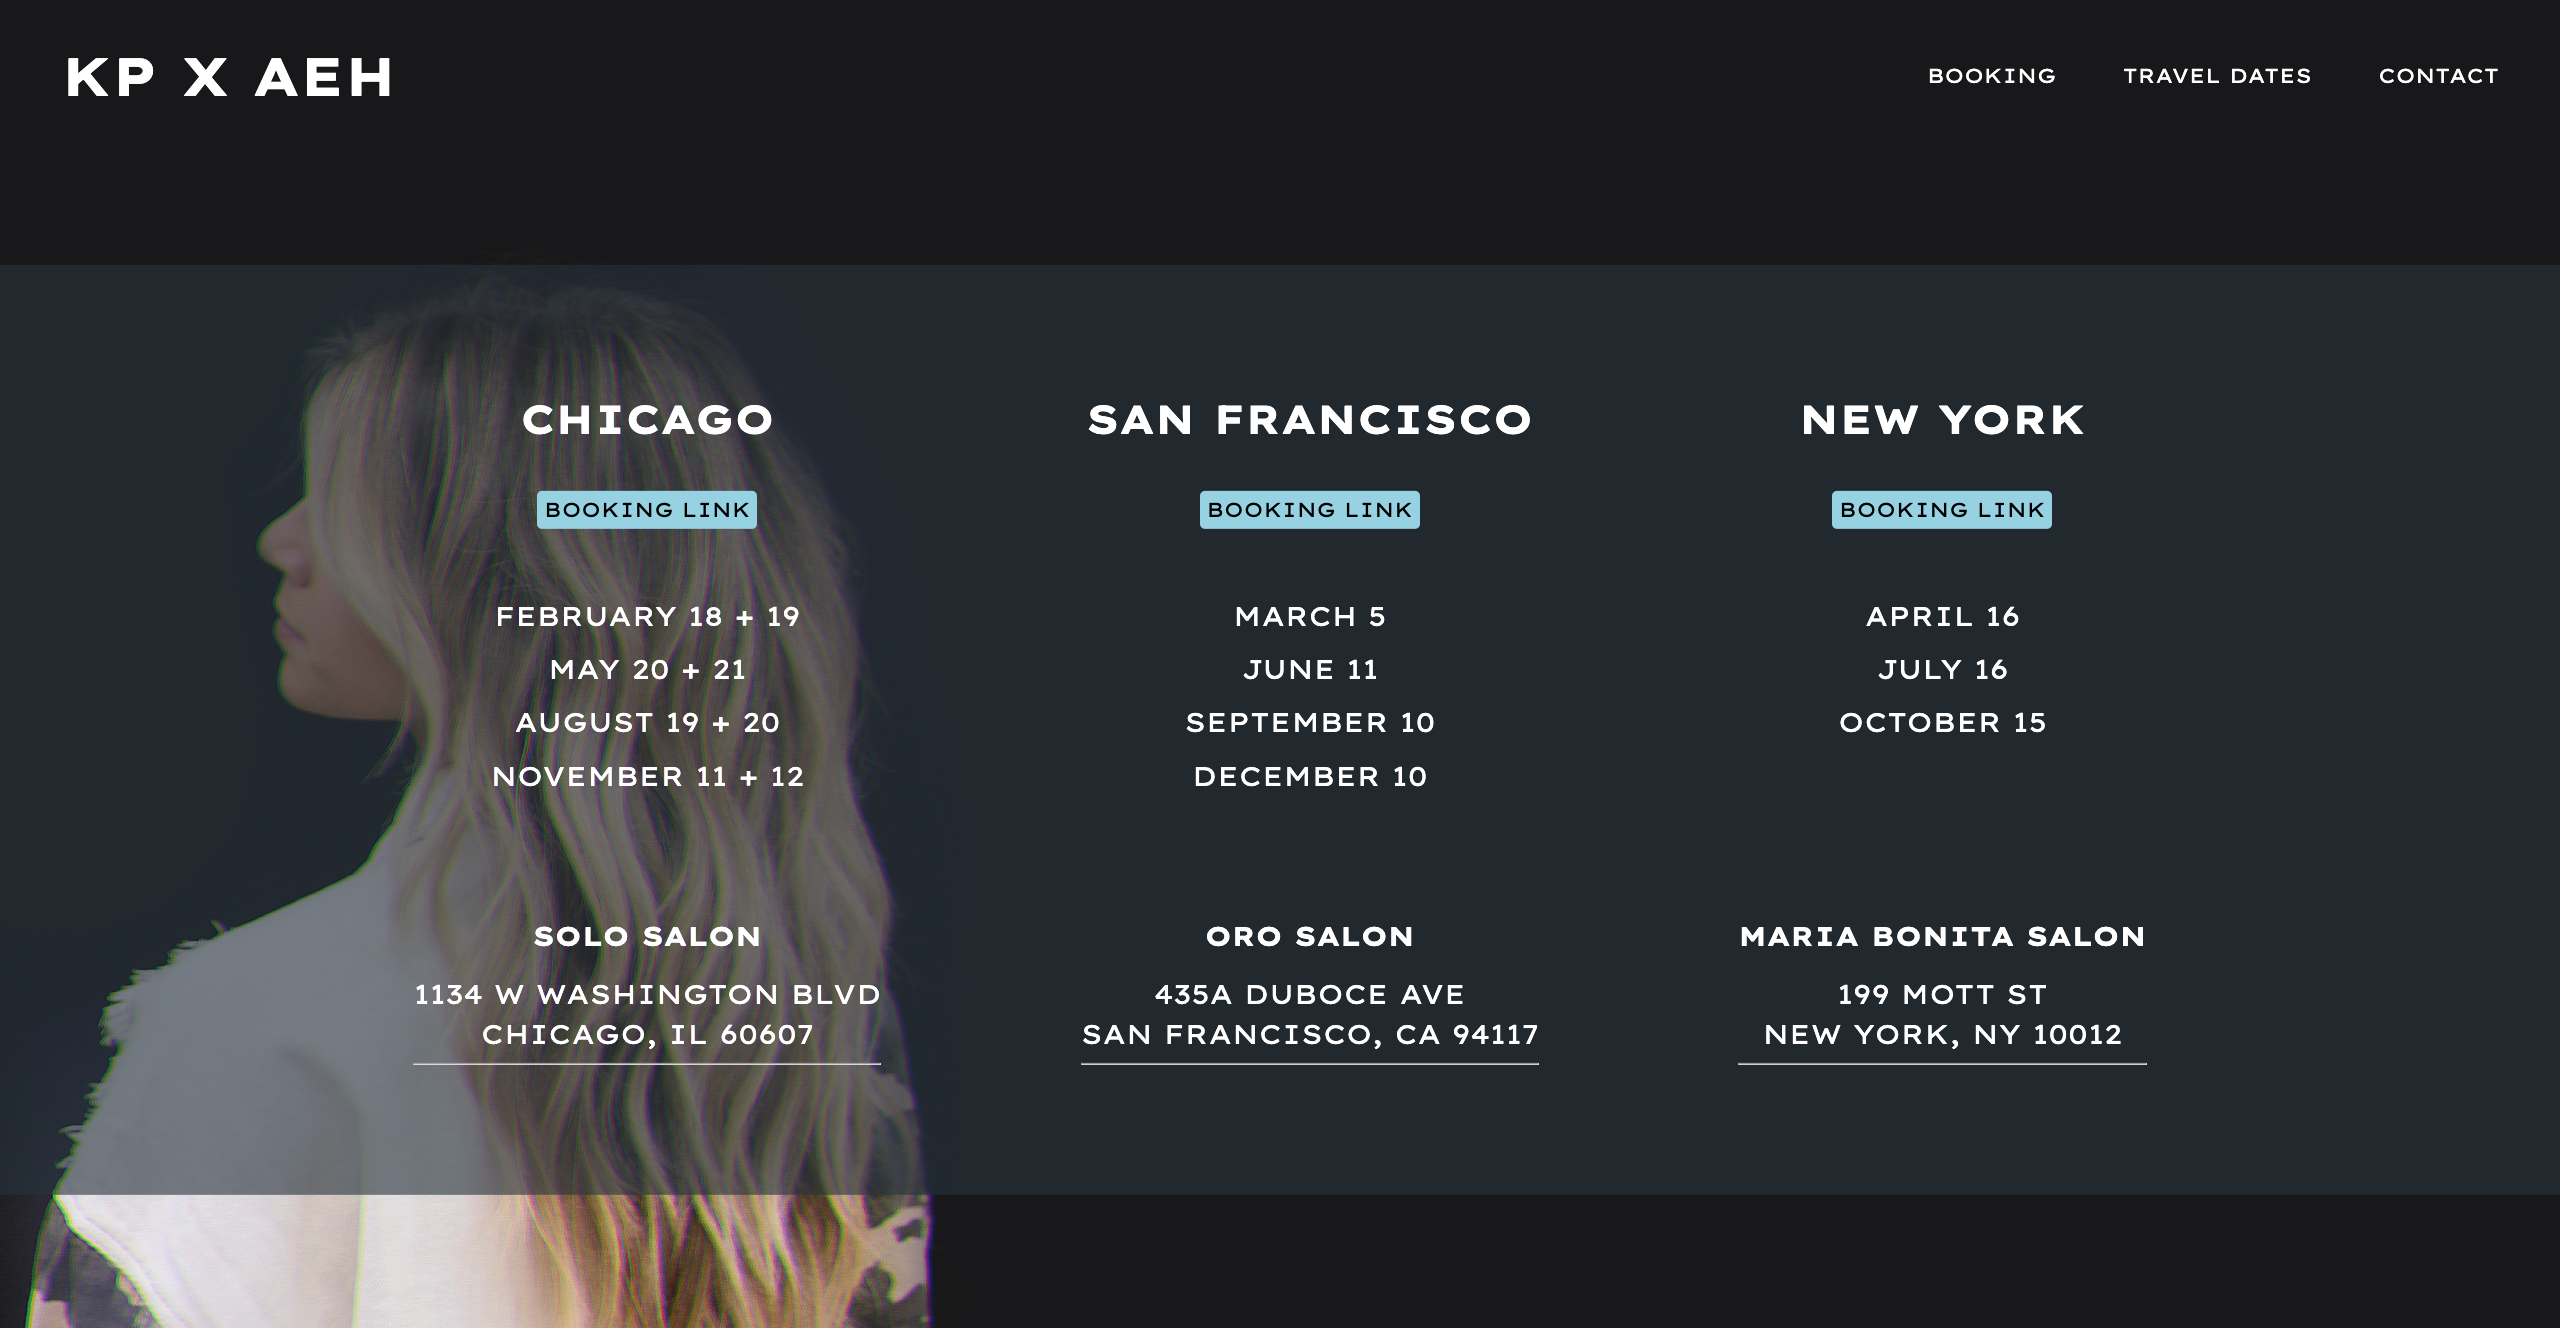 KP X AEH
BOOKING
TRAVEL DATES
CONTACT
CHICAGO
BOOKING LINK
FEBRUARY 18 + 19
MAY 20 + 21
AUGUST 19 + 20
NOVEMBER 11 + 12
SOLO SALON
1134 W WASHINGTON BLVD
CHICAGO, IL 60607
SAN FRANCISCO
BOOKING LINK
MARCH 5
JUNE 11
SEPTEMBER 10
DECEMBER 10
ORO SALON
435A DUBOCE AVE
SAN FRANCISCO, CA 94117
NEW YORK
BOOKING LINK
APRIL 16
JULY 16
OCTOBER 15
MARIA BONITA SALON
199 MOTT ST
NEW YORK, NY 10012